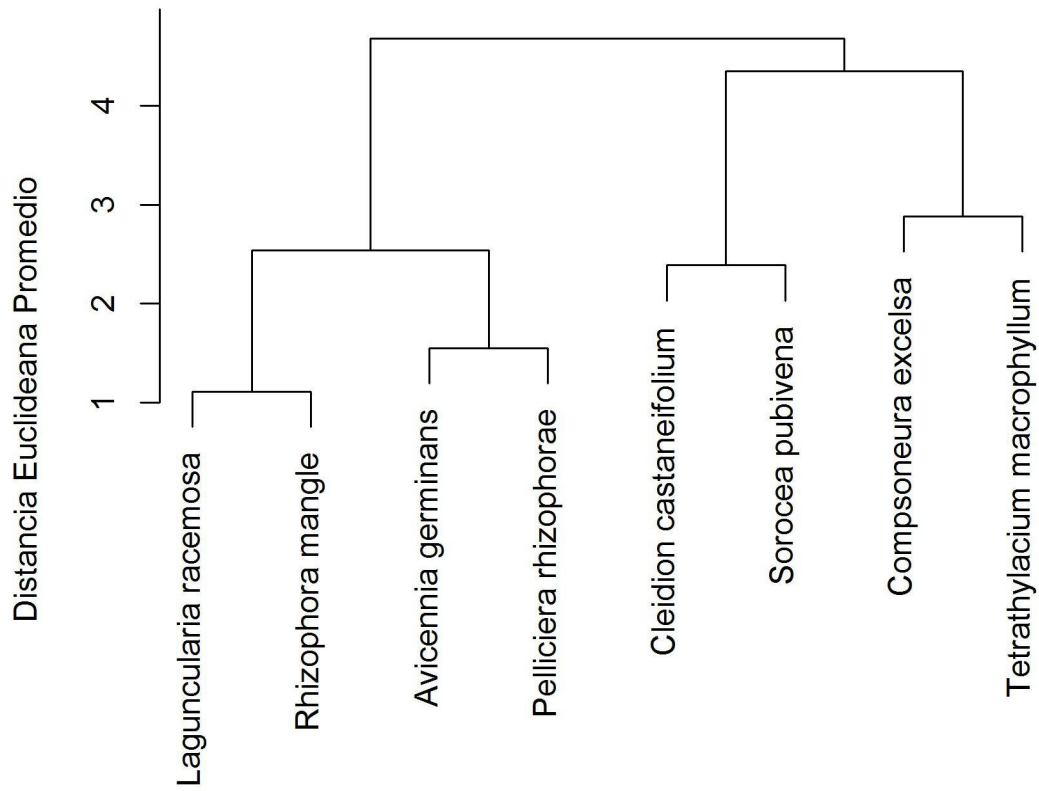 Distancia Euclideana Promedio
4
3
2
1
Laguncularia racemosa
Rhizophora mangle
Avicennia germinans
Pelliciera rhizophorae
Cleidion castaneifolium
Sorocea pubivena
Compsoneura excelsa
Tetrathylacium macrophyllum